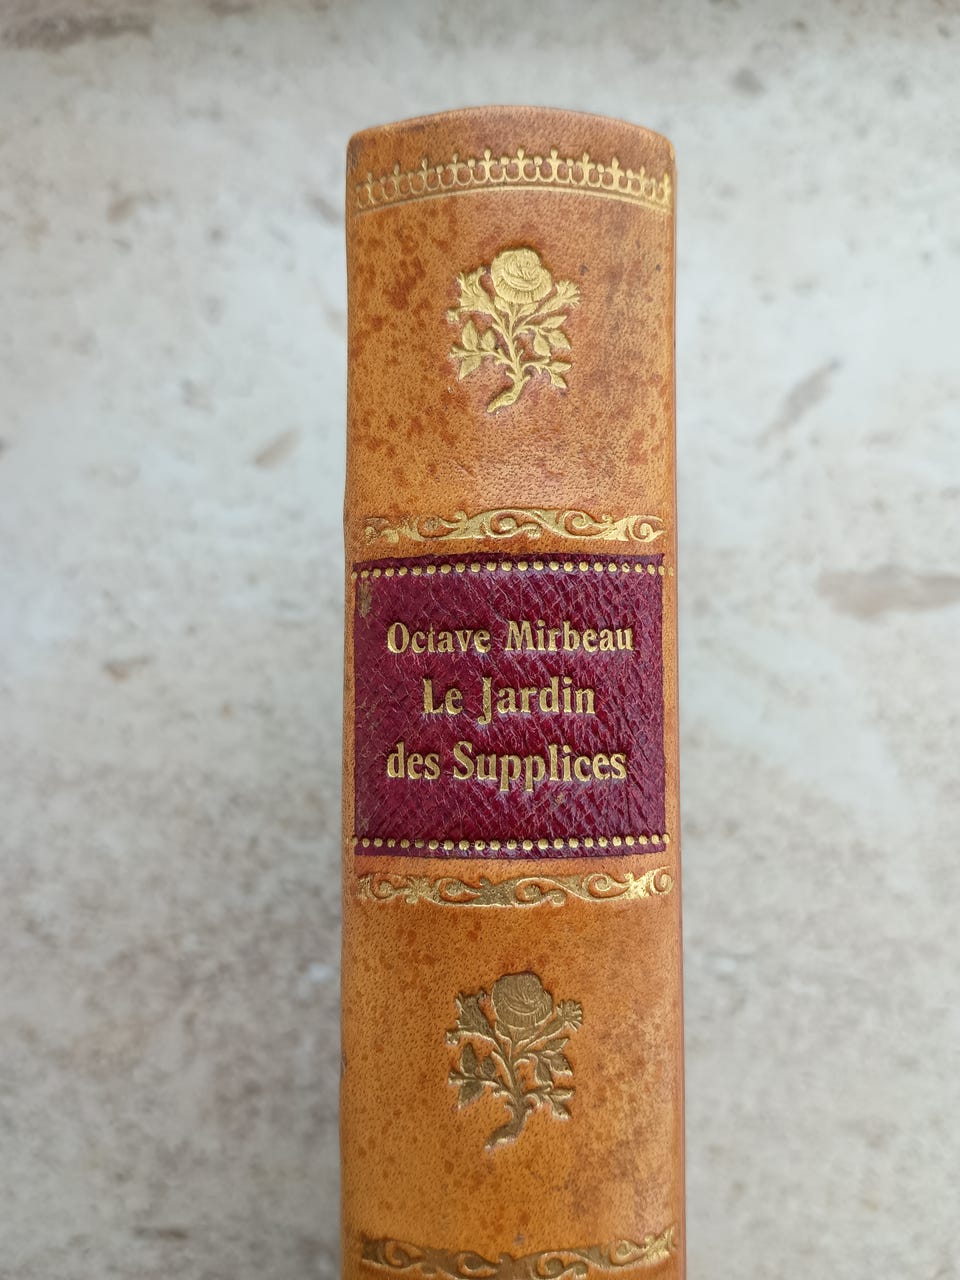 Octave Mirbeau
Le Jardin
des Supplices